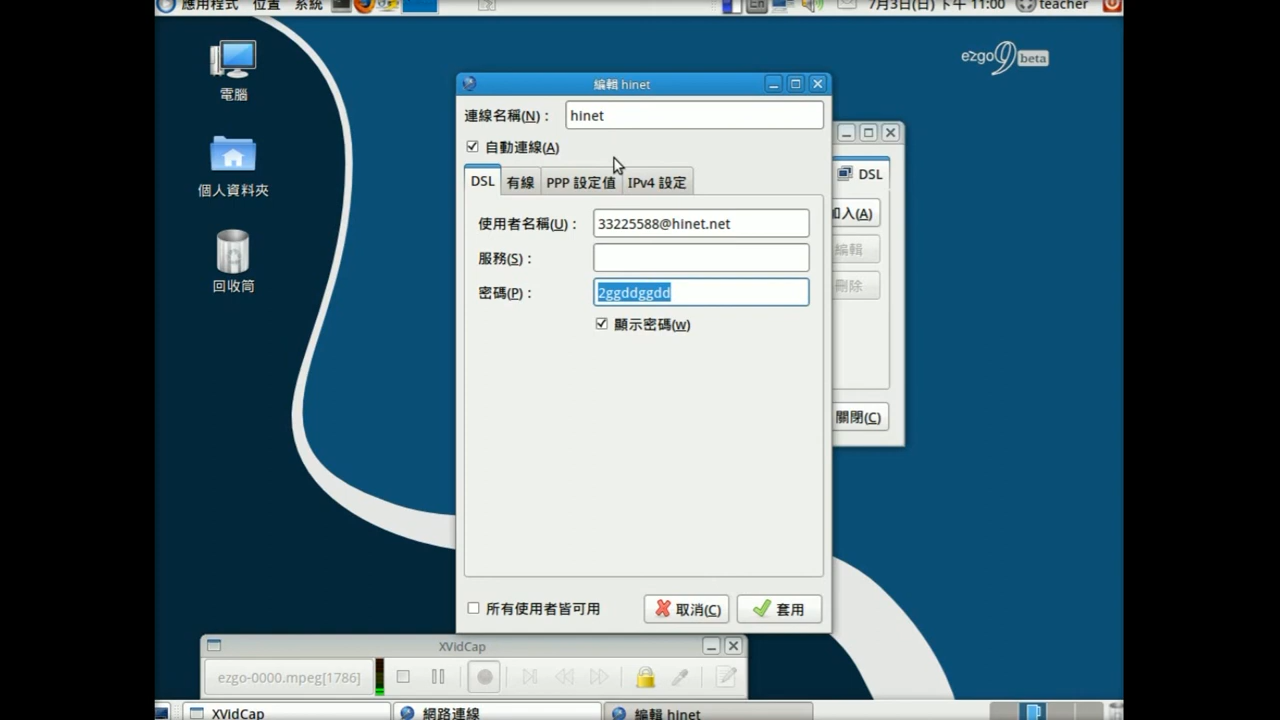 應用程式 位置 系統 En 7月3日(日) 下午 11:00 teacher
ezgo9 beta
電腦
個人資料夾
回收筒
編輯 hinet
連線名稱(N)： hinet
自動連線(A)
DSL 有線 PPP 設定值 IPv4 設定
使用者名稱(U)： 33225588@hinet.net
服務(S)：
密碼(P)： 2ggddggdd
顯示密碼(w)
所有使用者皆可用 取消(C) 套用
DSL
加入(A)
編輯
刪除
關閉(C)
XVidCap
ezgo-0000.mpeg[1786]
XVidCap 網路連線 編輯 hinet